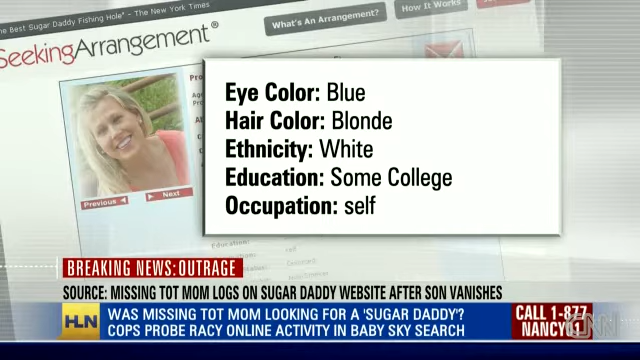 The Best Sugar Daddy Fishing Hole" – The New York Times
What's An Arrangement?
How It Works
SeekingArrangement®
Eye Color: Blue
Hair Color: Blonde
Ethnicity: White
Education: Some College
Occupation: self
Previous
Next
Education:
BREAKING NEWS: OUTRAGE
SOURCE: MISSING TOT MOM LOGS ON SUGAR DADDY WEBSITE AFTER SON VANISHES
HLN
WAS MISSING TOT MOM LOOKING FOR A 'SUGAR DADDY'?
COPS PROBE RACY ONLINE ACTIVITY IN BABY SKY SEARCH
CALL 1-877
NANCY01
CNN